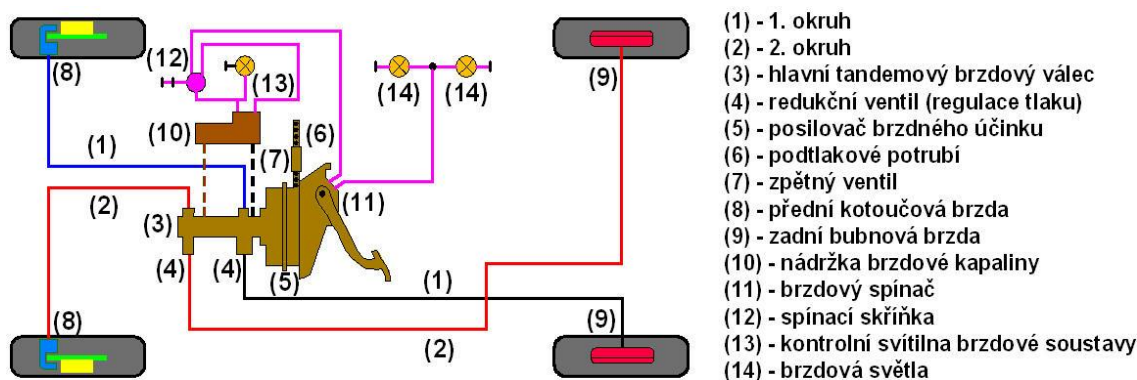 (8)
(12)
(13)
(14) (14)
(9)
(10)
(6)
(1)
(7)
(2)
(11)
(3)
(4) (4) (5)
(1)
(8)
(9)
(2)
(1) - 1. okruh
(2) - 2. okruh
(3) - hlavní tandemový brzdový válec
(4) - redukční ventil (regulace tlaku)
(5) - posilovač brzdného účinku
(6) - podtlakové potrubí
(7) - zpětný ventil
(8) - přední kotoučová brzda
(9) - zadní bubnová brzda
(10) - nádržka brzdové kapaliny
(11) - brzdový spínač
(12) - spínací skříňka
(13) - kontrolní svítilna brzdové soustavy
(14) - brzdová světla